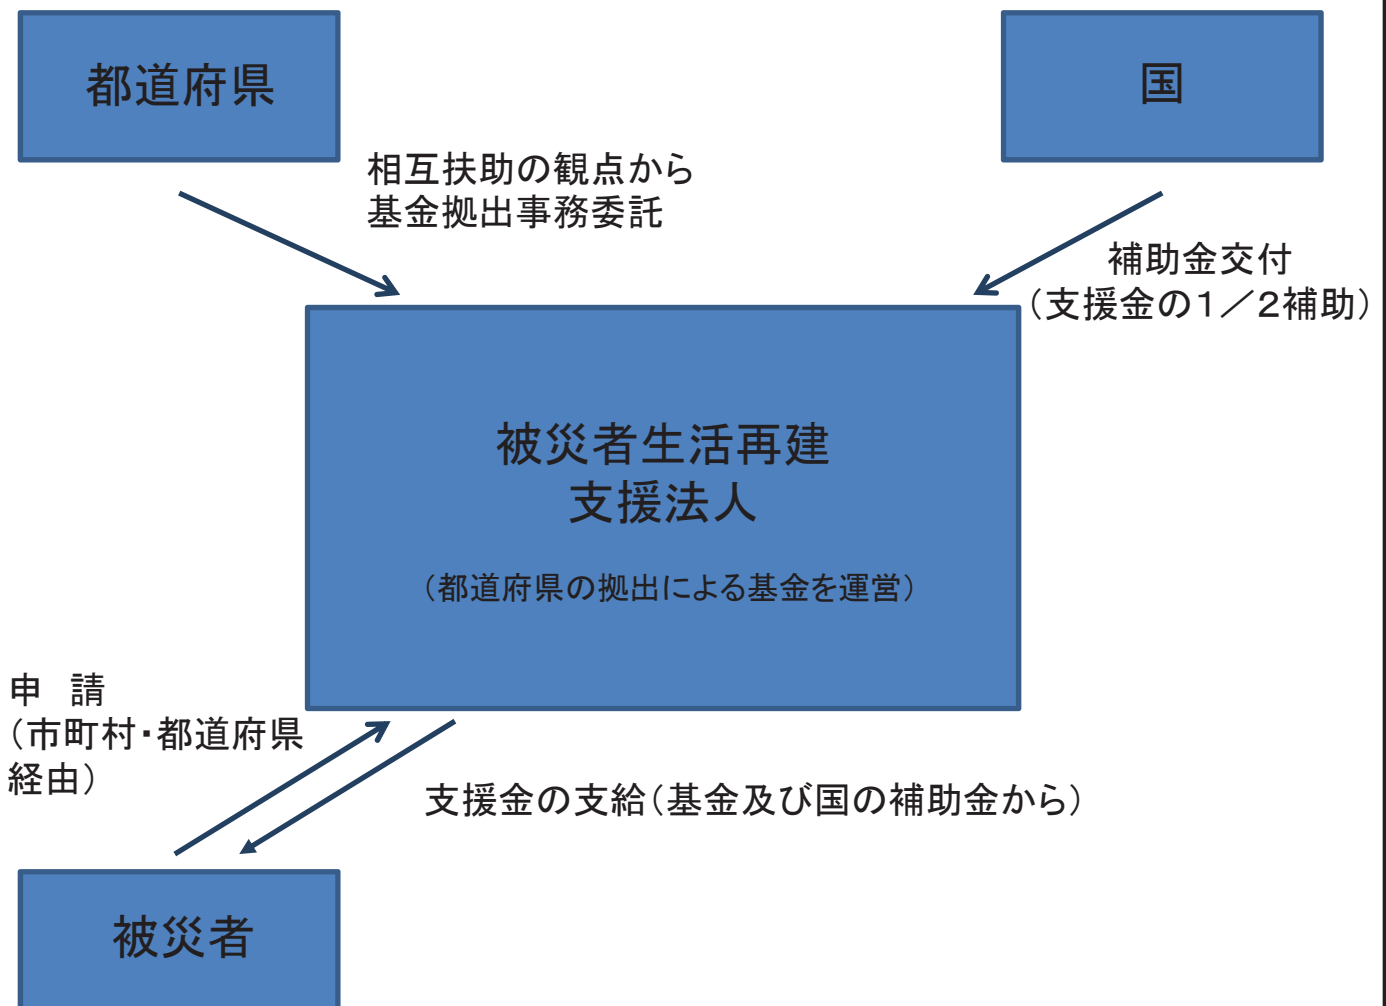 都道府県
国
相互扶助の観点から
基金拠出事務委託
補助金交付
（支援金の１／２補助）
被災者生活再建
支援法人
（都道府県の拠出による基金を運営）
申　請
（市町村・都道府県
経由）
支援金の支給（基金及び国の補助金から）
被災者